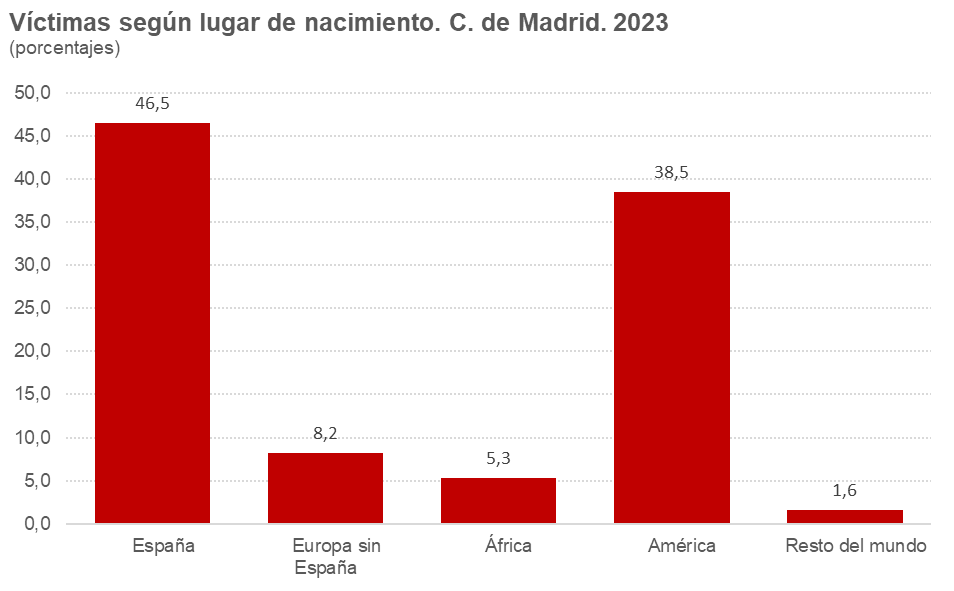 Víctimas según lugar de nacimiento. C. de Madrid. 2023
(porcentajes)
50,0
45,0
40,0
35,0
30,0
25,0
20,0
15,0
10,0
5,0
0,0
46,5
8,2
5,3
38,5
1,6
España
Europa sin
España
África
América
Resto del mundo